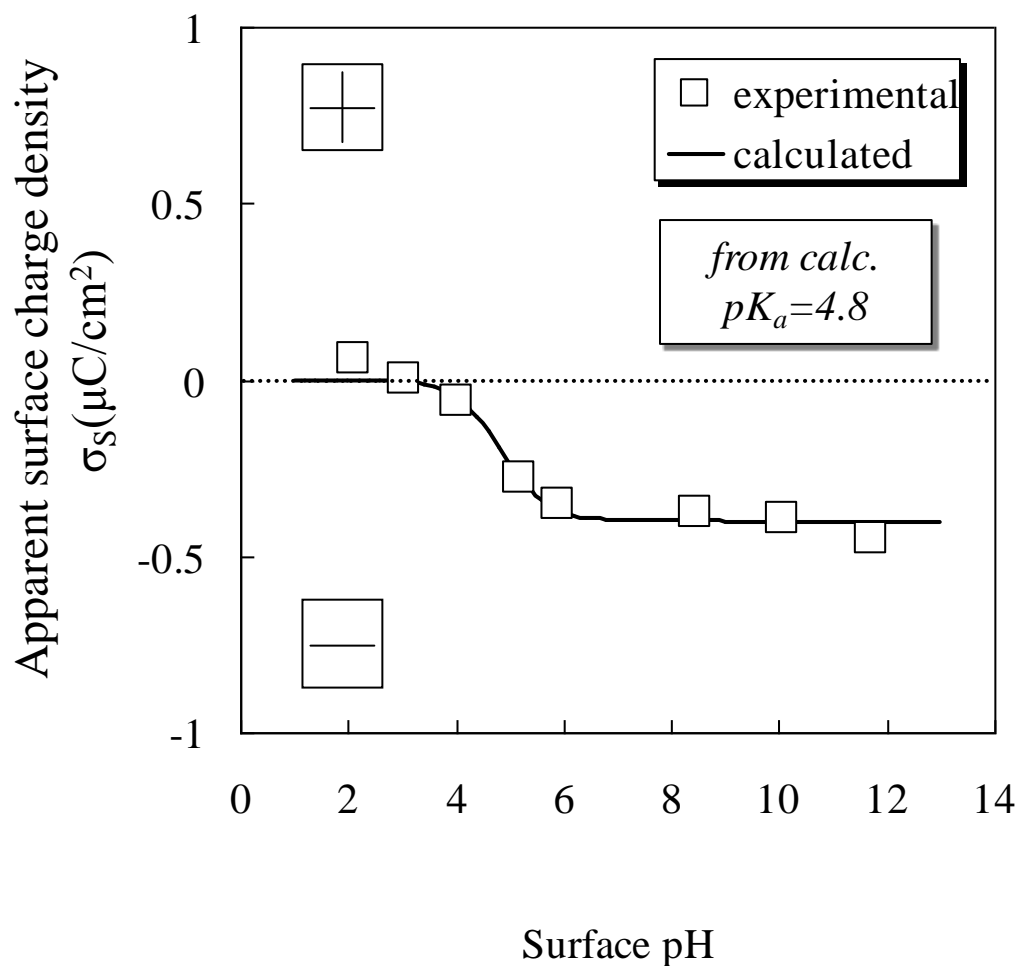 Apparent surface charge density
σS(μC/cm²)
1
0.5
0
-0.5
-1
+
−
experimental
calculated
from calc.
pKa=4.8
0 2 4 6 8 10 12 14
Surface pH